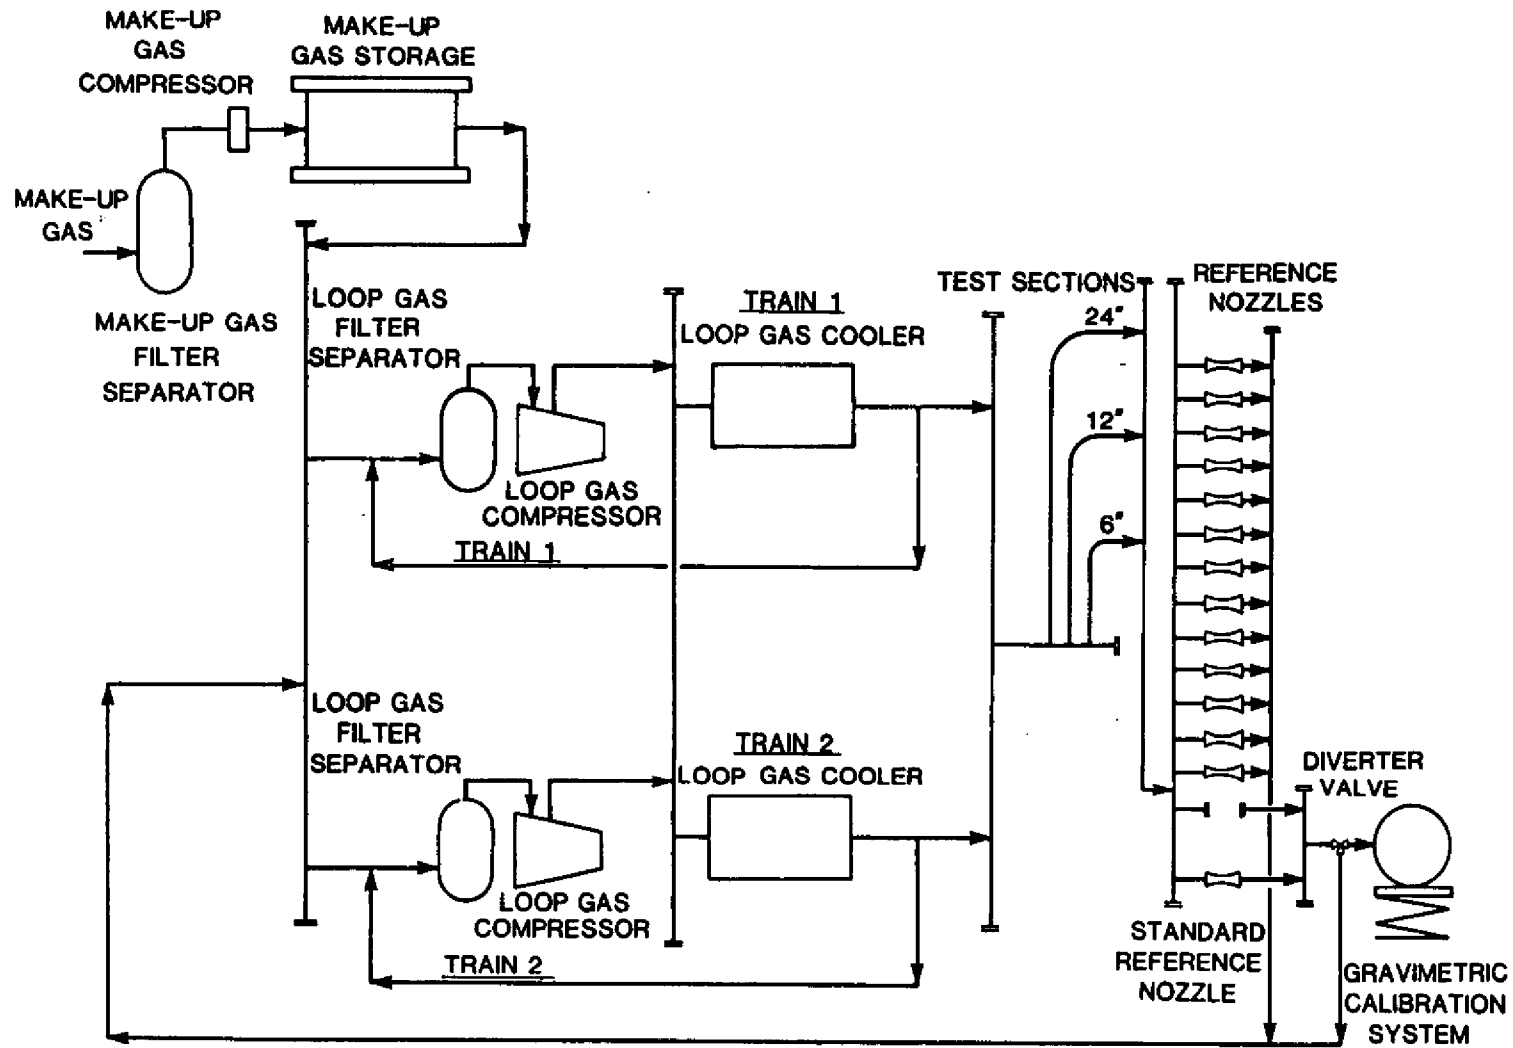 MAKE-UP
GAS
COMPRESSOR
MAKE-UP
GAS STORAGE
MAKE-UP
GAS
MAKE-UP GAS
FILTER
SEPARATOR
LOOP GAS
FILTER
SEPARATOR
LOOP GAS
COMPRESSOR
TRAIN 1
TRAIN 1
LOOP GAS COOLER
TEST SECTIONS
24"
12"
6"
REFERENCE
NOZZLES
LOOP GAS
FILTER
SEPARATOR
LOOP GAS
COMPRESSOR
TRAIN 2
TRAIN 2
LOOP GAS COOLER
DIVERTER
VALVE
STANDARD
REFERENCE
NOZZLE
GRAVIMETRIC
CALIBRATION
SYSTEM